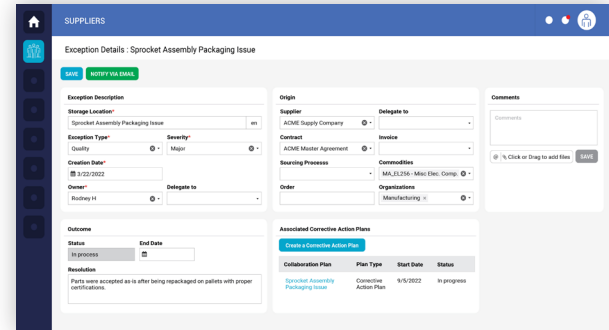 SUPPLIERS
Exception Details : Sprocket Assembly Packaging Issue
SAVE
NOTIFY VIA EMAIL
Exception Description
Storage Location*
Sprocket Assembly Packaging Issue
en
Exception Type*
Severity*
Quality
Major
Creation Date*
3/22/2022
Owner*
Delegate to
Rodney H
Origin
Supplier
Delegate to
ACME Supply Company
Contract
Invoice
ACME Master Agreement
Sourcing Processs
Commodities
MA_EL256 - Misc Elec. Comp.
Order
Organizations
Manufacturing ×
Comments
Comments
@
Click or Drag to add files
SAVE
Outcome
Status
End Date
In process
Resolution
Parts were accepted as-is after being repackaged on pallets with proper
certifications.
Associated Corrective Action Plans
Create a Corrective Action Plan
Collaboration Plan
Plan Type
Start Date
Status
Sprocket Assembly
Packaging Issue
Corrective
Action Plan
9/5/2022
In progress